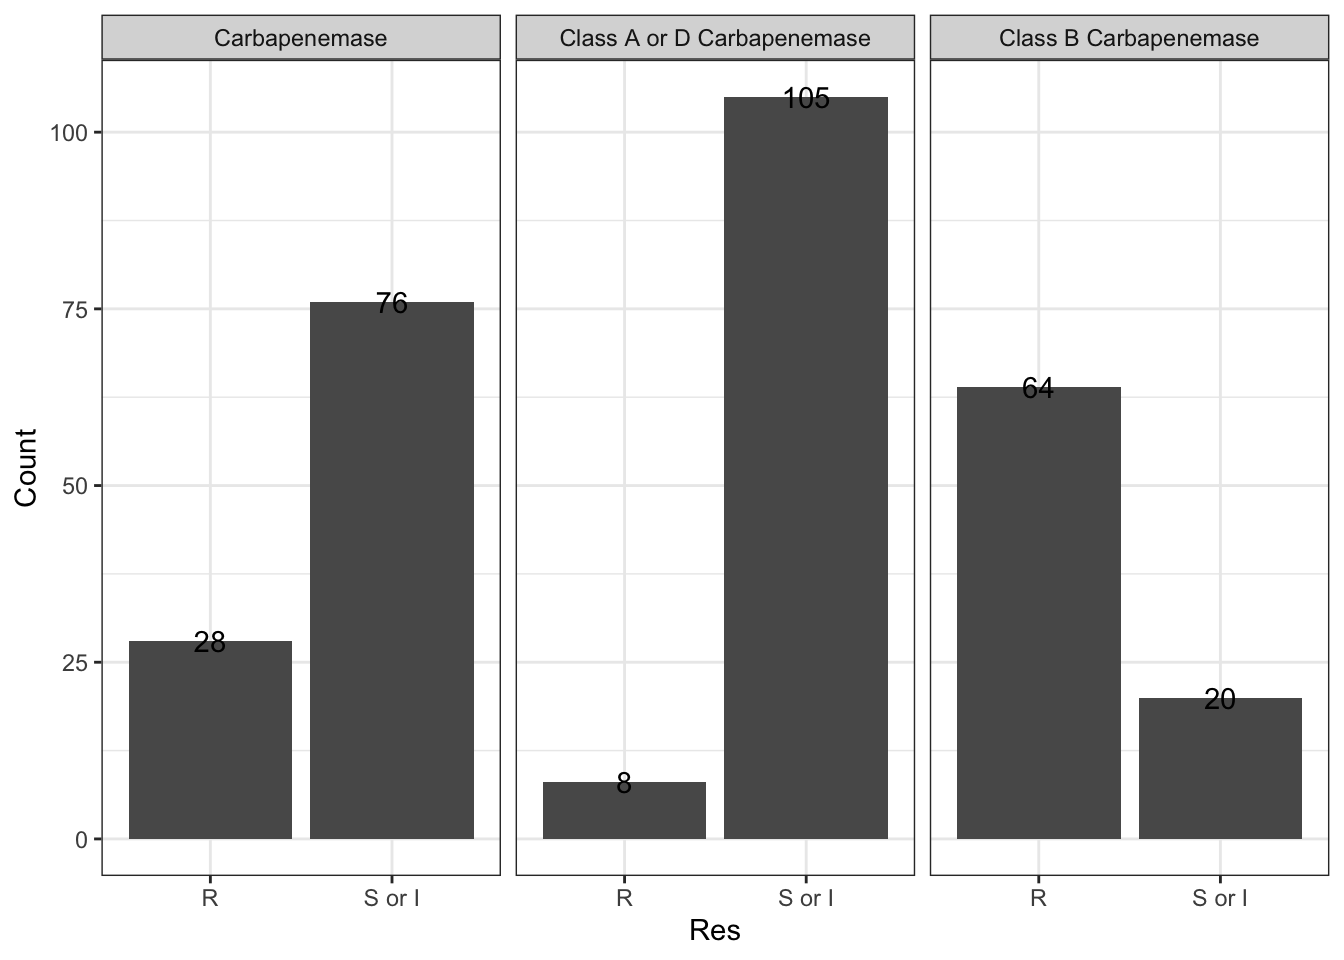 Carbapenemase
Class A or D Carbapenemase
Class B Carbapenemase
Count
100
75
50
25
0
28
76
8
105
64
20
R
S or I
R
S or I
R
S or I
Res